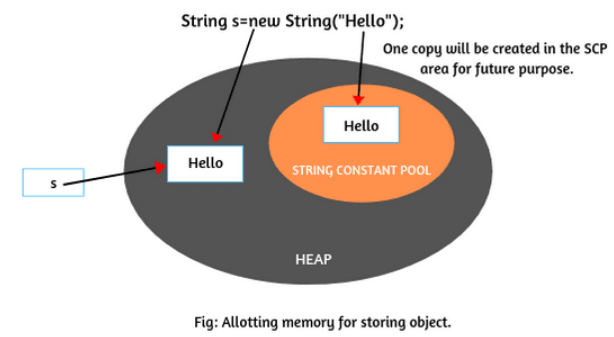 String s=new String("Hello");
One copy will be created in the SCP
area for future purpose.
Hello
Hello
STRING CONSTANT POOL
s
HEAP
Fig: Allotting memory for storing object.